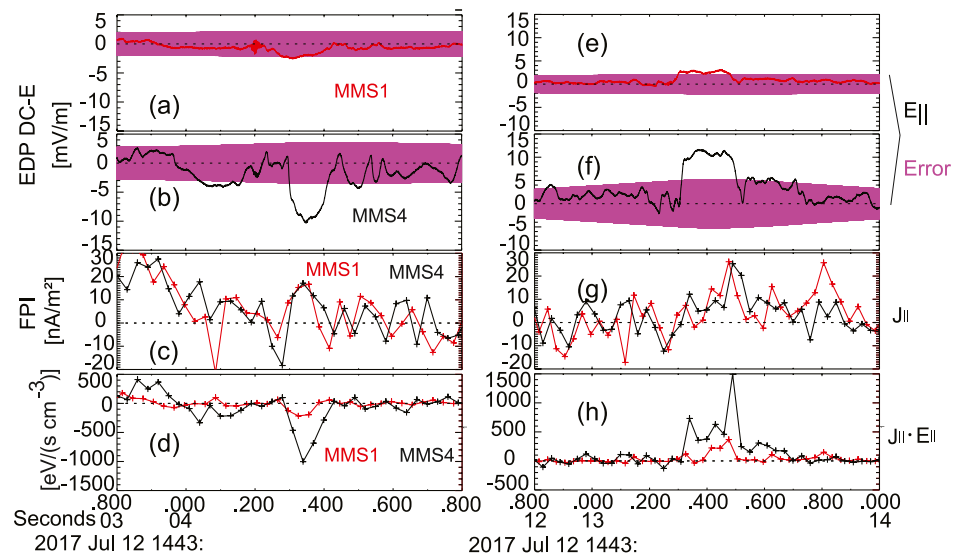 EDP DC-E
[mV/m]
5
0
-5
-10
-15
(a)
MMS1
5
0
-5
-10
-15
(b)
MMS4
FPI
[nA/m²]
30
20
10
0
-10
-20
MMS1
MMS4
(c)
[eV/(s cm⁻³)]
500
0
-500
-1000
-1500
(d)
MMS1
MMS4
.800 .000 .200 .400 .600 .800
Seconds 03 04
2017 Jul 12 1443:
15
10
5
0
-5
-10
(e)
15
10
5
0
-5
-10
(f)
E||
Error
30
20
10
0
-10
-20
(g)
J||
1500
1000
500
0
-500
(h)
J||· E||
.800 .000 .200 .400 .600 .800 .000
12 13 14
2017 Jul 12 1443: